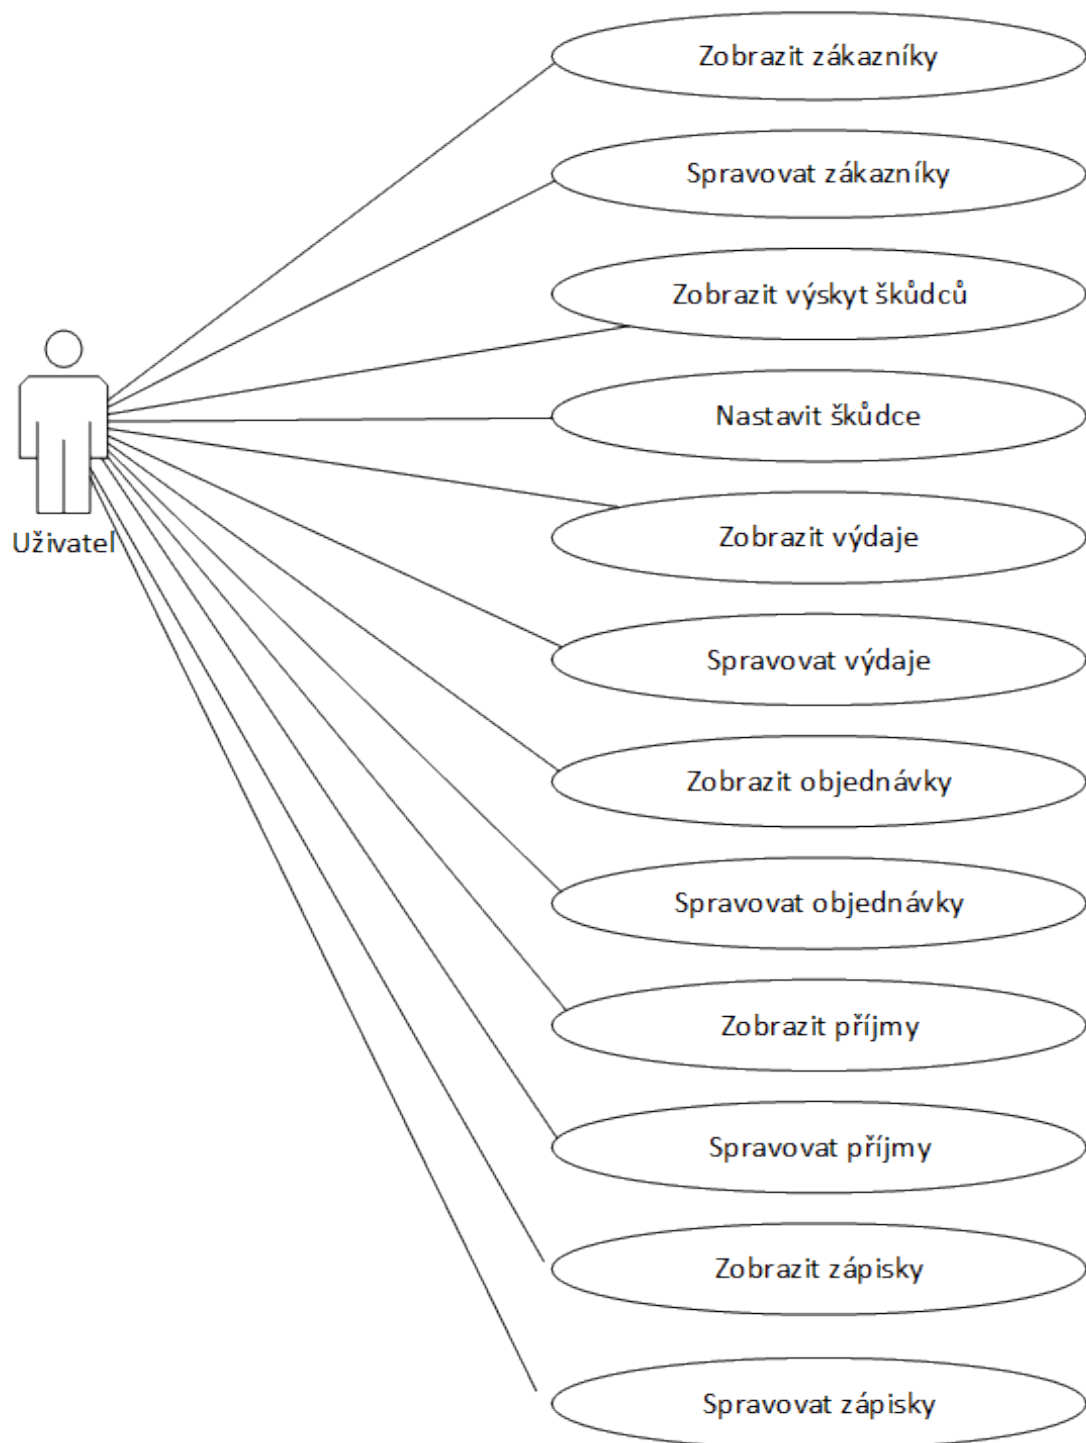 Zobrazit zákazníky
Spravovat zákazníky
Zobrazit výskyt škůdců
Nastavit škůdce
Uživateľ
Zobrazit výdaje
Spravovat výdaje
Zobrazit objednávky
Spravovat objednávky
Zobrazit příjmy
Spravovat příjmy
Zobrazit zápisky
Spravovat zápisky